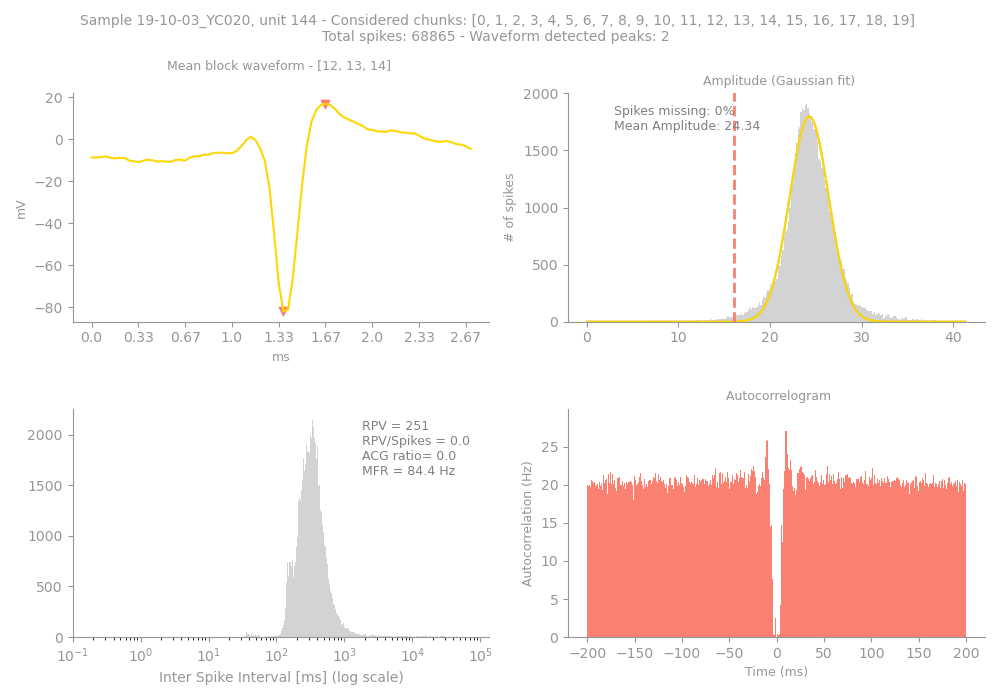 Sample 19-10-03_YC020, unit 144 - Considered chunks: [0, 1, 2, 3, 4, 5, 6, 7, 8, 9, 10, 11, 12, 13, 14, 15, 16, 17, 18, 19]
Total spikes: 68865 - Waveform detected peaks: 2
Mean block waveform - [12, 13, 14]
20
0
−20
−40
−60
−80
mV
0.0 0.33 0.67 1.0 1.33 1.67 2.0 2.33 2.67
ms
Amplitude (Gaussian fit)
Spikes missing: 0%
Mean Amplitude: 24.34
2000
1500
1000
500
0
# of spikes
0 10 20 30 40
RPV = 251
RPV/Spikes = 0.0
ACG ratio= 0.0
MFR = 84.4 Hz
2000
1500
1000
500
0
10⁻¹ 10⁰ 10¹ 10² 10³ 10⁴ 10⁵
Inter Spike Interval [ms] (log scale)
Autocorrelogram
25
20
15
10
5
0
Autocorrelation (Hz)
−200 −150 −100 −50 0 50 100 150 200
Time (ms)